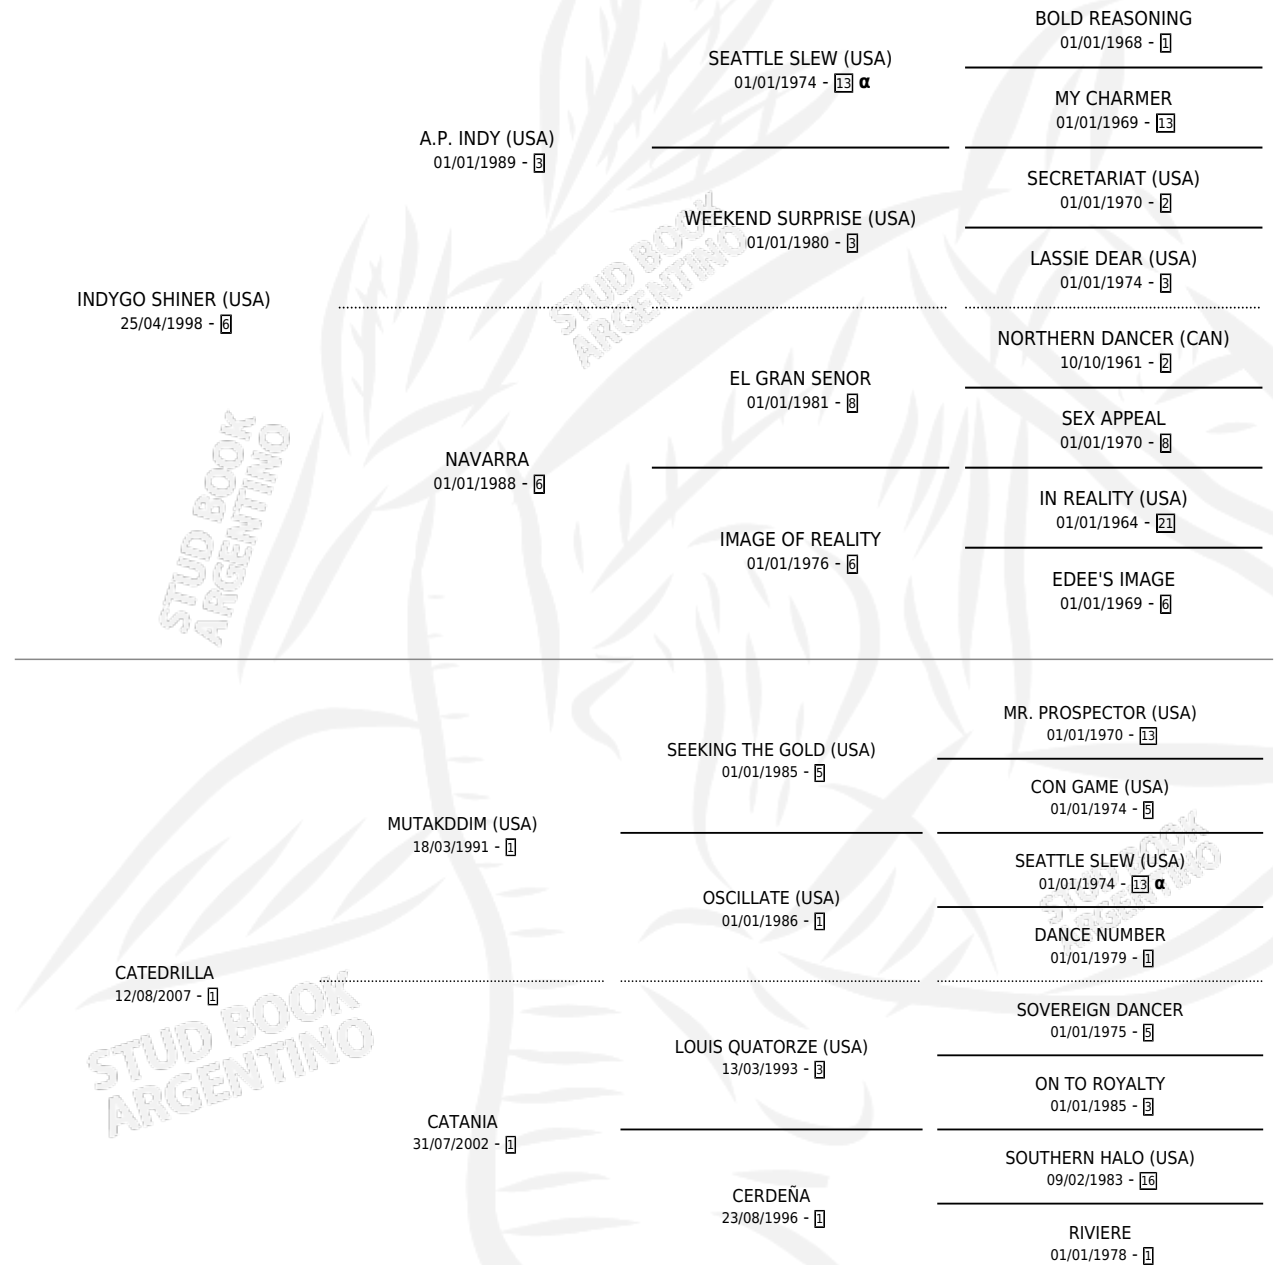 BOLD REASONING
01/01/1968 - 1
SEATTLE SLEW (USA)
01/01/1974 - 13 α
MY CHARMER
01/01/1969 - 13
A.P. INDY (USA)
01/01/1989 - 3
SECRETARIAT (USA)
01/01/1970 - 2
WEEKEND SURPRISE (USA)
01/01/1980 - 3
LASSIE DEAR (USA)
01/01/1974 - 3
STUD BOOK
ARGENTINO
INDYGO SHINER (USA)
25/04/1998 - 6
NORTHERN DANCER (CAN)
10/10/1961 - 2
EL GRAN SENOR
01/01/1981 - 8
SEX APPEAL
01/01/1970 - 8
NAVARRA
01/01/1988 - 6
IN REALITY (USA)
01/01/1964 - 21
IMAGE OF REALITY
01/01/1976 - 6
EDEE'S IMAGE
01/01/1969 - 6
STUD BOOK
ARGENTINO
MR. PROSPECTOR (USA)
01/01/1970 - 13
SEEKING THE GOLD (USA)
01/01/1985 - 5
CON GAME (USA)
01/01/1974 - 5
MUTAKDDIM (USA)
18/03/1991 - 1
SEATTLE SLEW (USA)
01/01/1974 - 13 α
OSCILLATE (USA)
01/01/1986 - 1
DANCE NUMBER
01/01/1979 - 1
STUD BOOK
ARGENTINO
CATEDRILLA
12/08/2007 - 1
SOVEREIGN DANCER
01/01/1975 - 5
LOUIS QUATORZE (USA)
13/03/1993 - 3
ON TO ROYALTY
01/01/1985 - 3
STUD BOOK
ARGENTINO
CATANIA
31/07/2002 - 1
SOUTHERN HALO (USA)
09/02/1983 - 16
CERDEÑA
23/08/1996 - 1
RIVIERE
01/01/1978 - 1